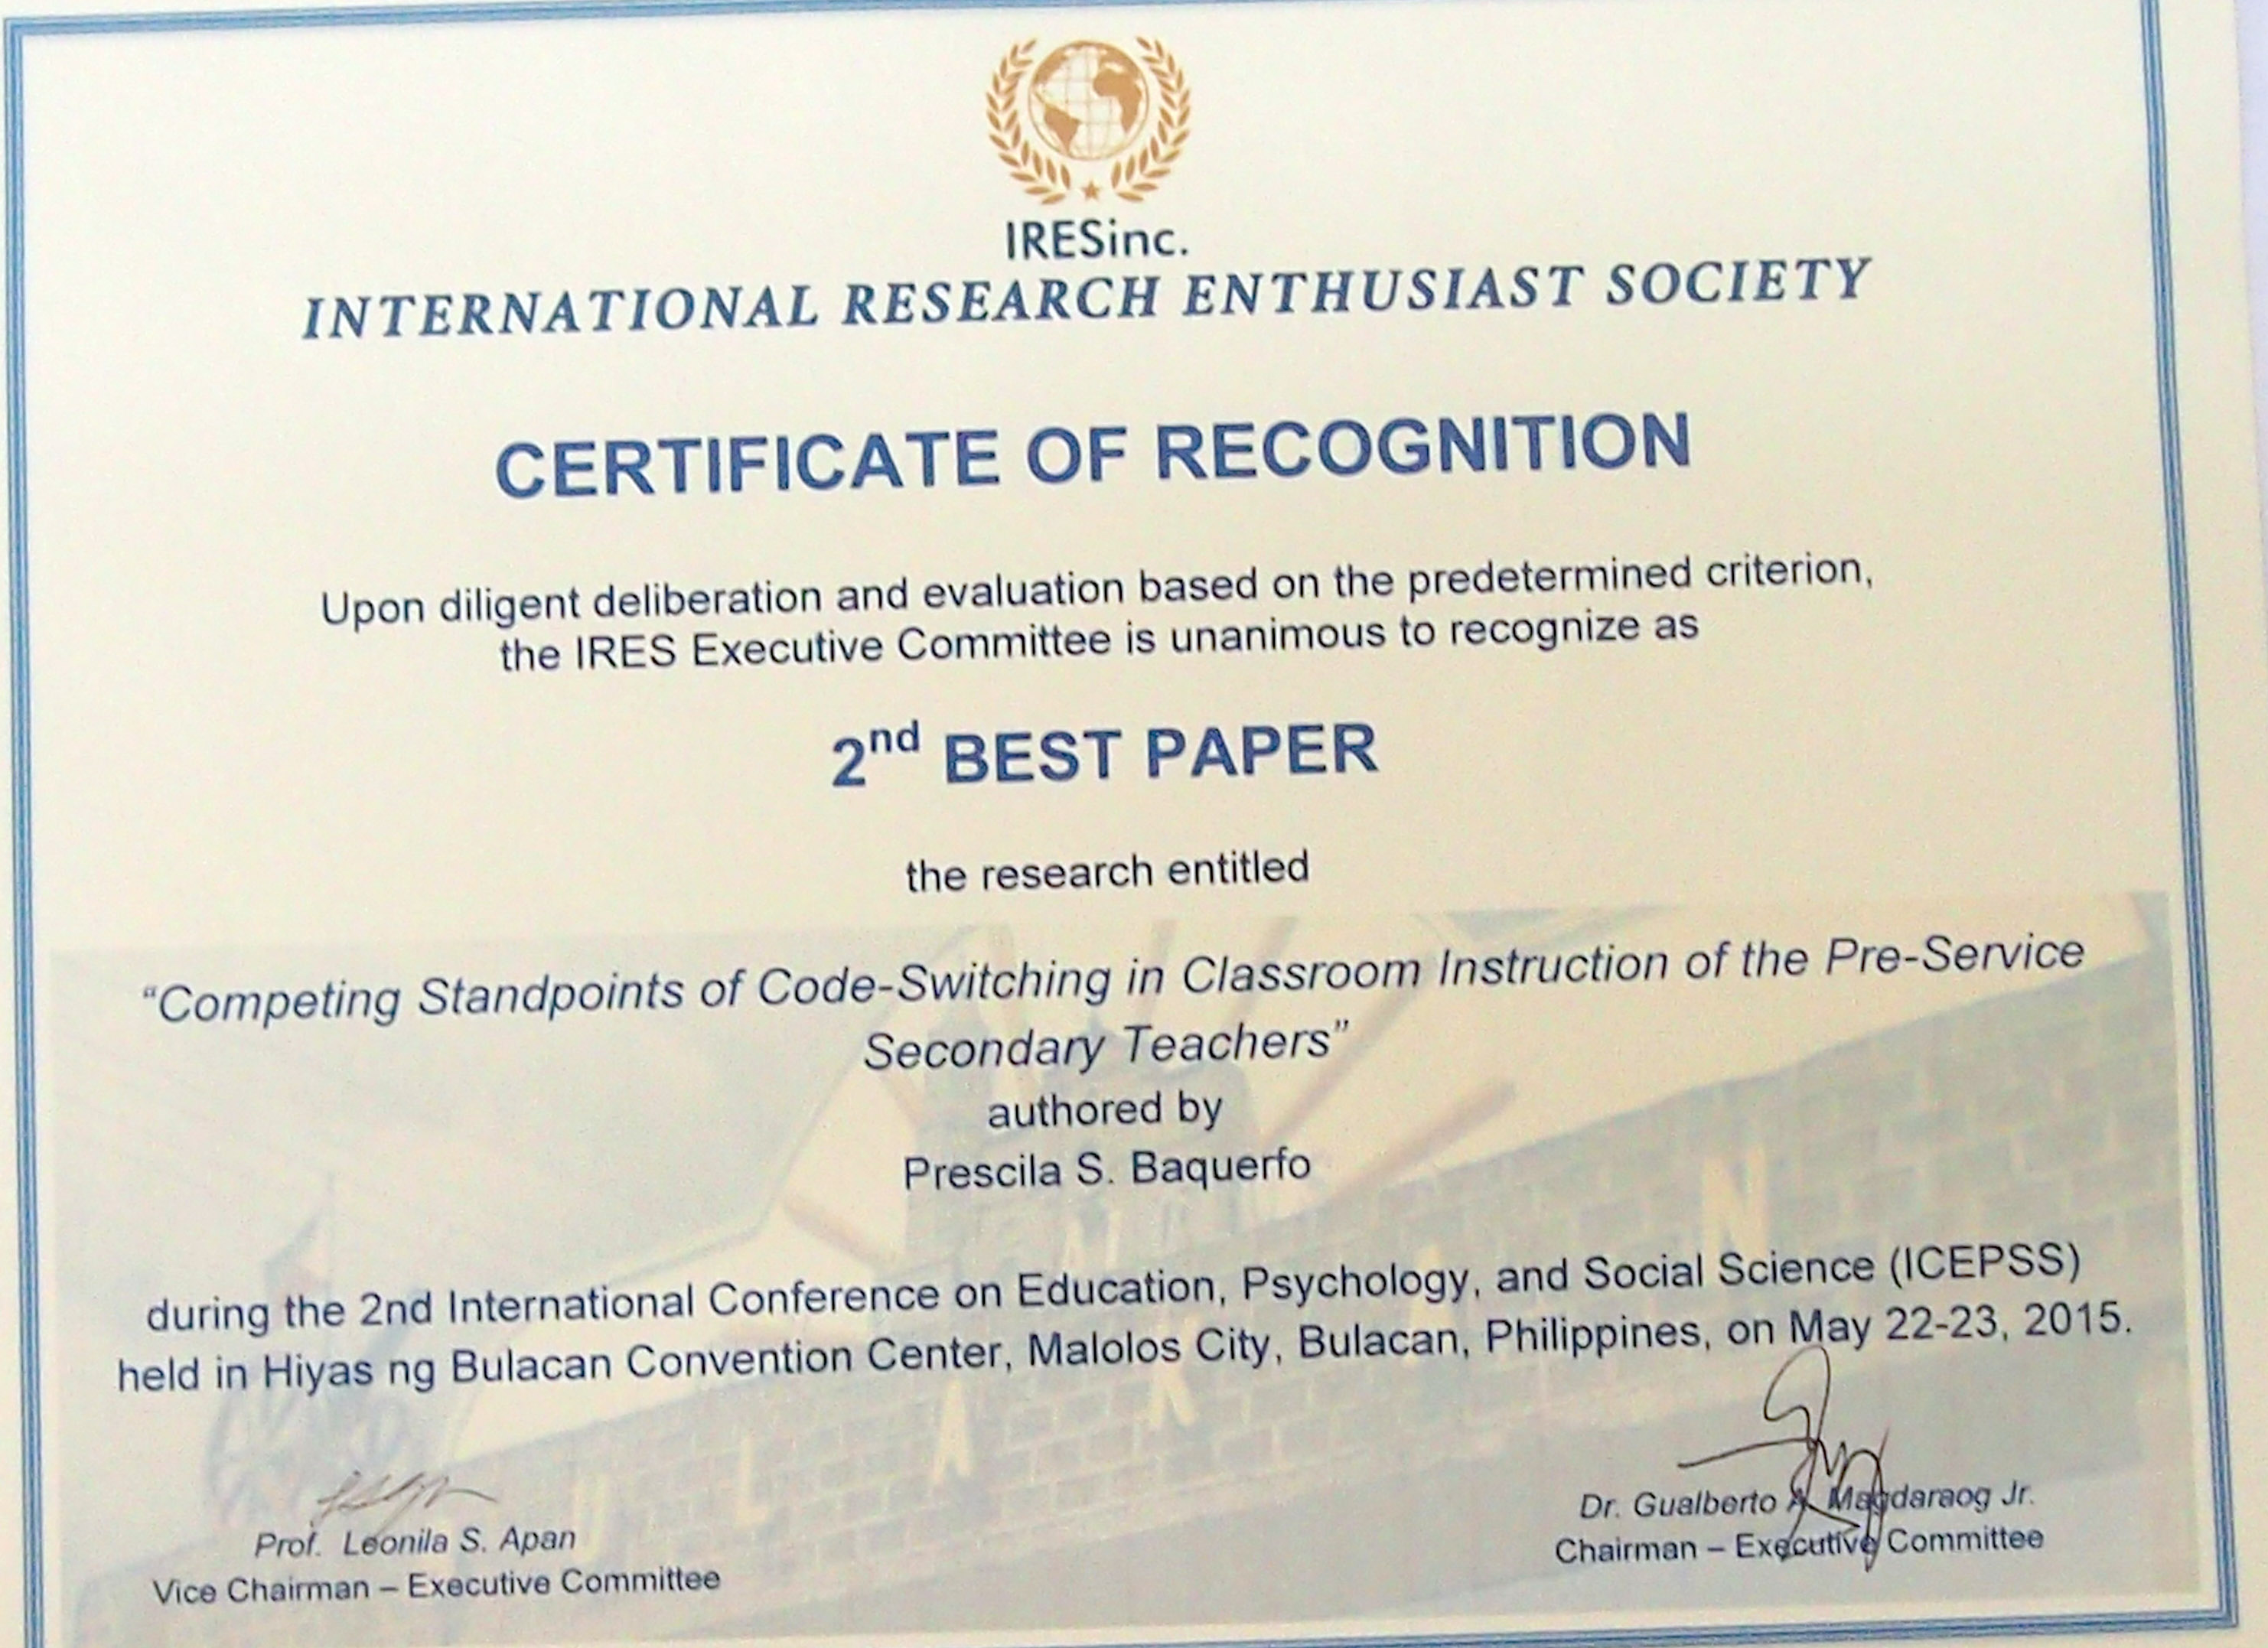 IRESinc.
INTERNATIONAL RESEARCH ENTHUSIAST SOCIETY
CERTIFICATE OF RECOGNITION
Upon diligent deliberation and evaluation based on the predetermined criterion,
the IRES Executive Committee is unanimous to recognize as
2nd BEST PAPER
the research entitled
“Competing Standpoints of Code-Switching in Classroom Instruction of the Pre-Service
Secondary Teachers”
authored by
Prescila S. Baquerfo
during the 2nd International Conference on Education, Psychology, and Social Science (ICEPSS)
held in Hiyas ng Bulacan Convention Center, Malolos City, Bulacan, Philippines, on May 22-23, 2015.
Prof. Leonila S. Apan
Vice Chairman – Executive Committee
Dr. Gualberto A. Magdaraog Jr.
Chairman – Executive Committee